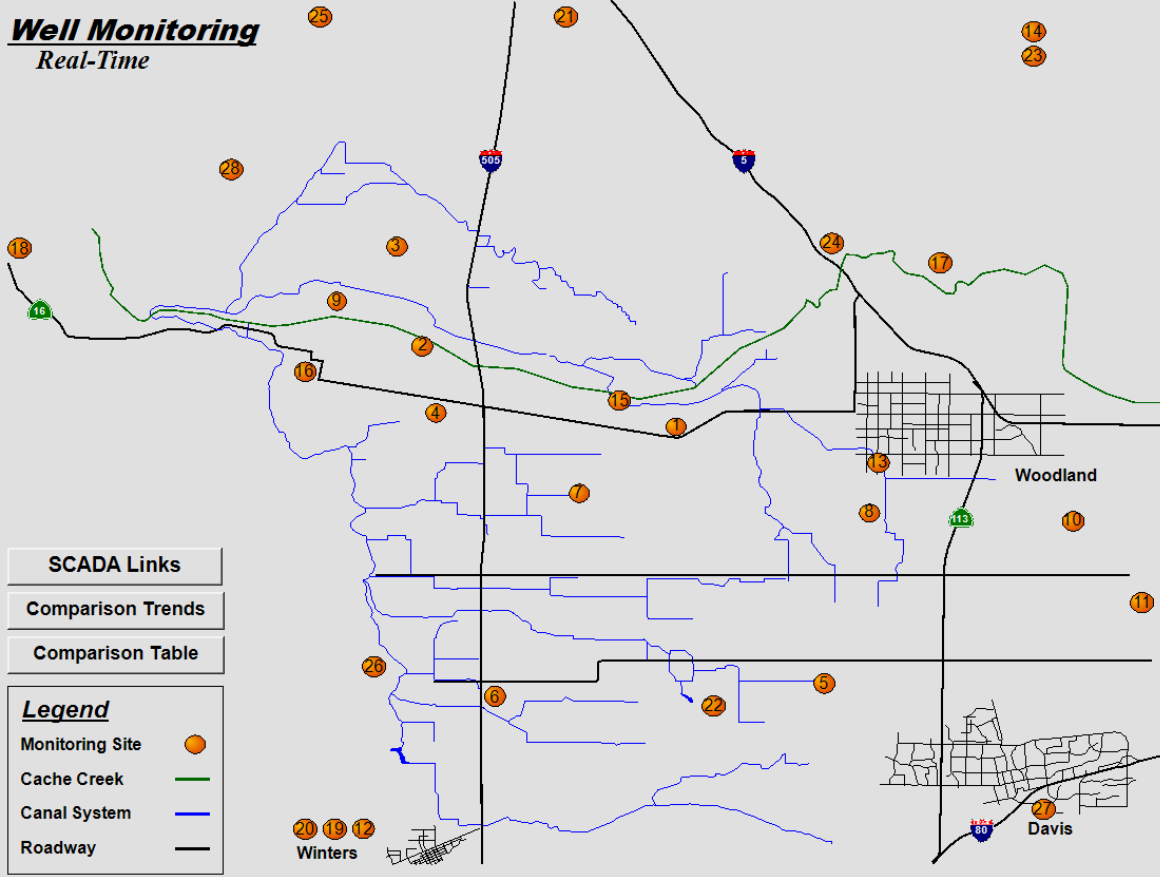 Well Monitoring
Real-Time
25
21
14
23
505
5
28
18
3
24
17
16
9
2
16
15
4
1
13
Woodland
7
8
113
10
SCADA Links
Comparison Trends
11
Comparison Table
26
6
22
5
Legend
Monitoring Site
Cache Creek
Canal System
Roadway
27
20 19 12
80
Davis
Winters